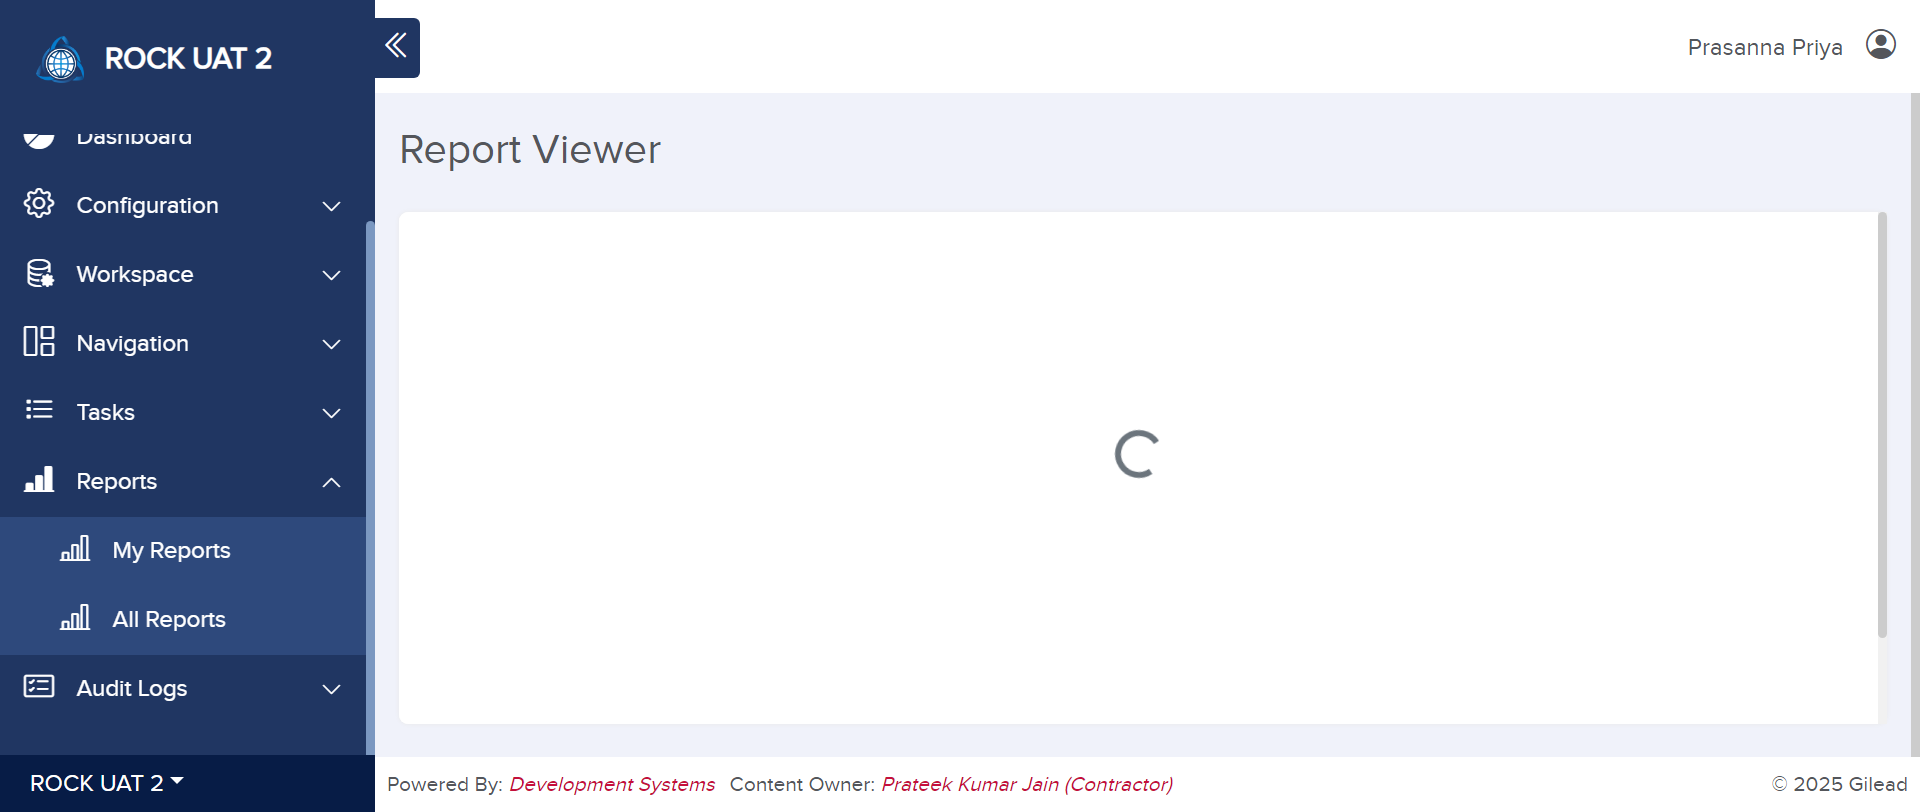 ROCK UAT 2
Prasanna Priya
Dashboard
Configuration
Workspace
Navigation
Tasks
Reports
My Reports
All Reports
Audit Logs
ROCK UAT 2
Report Viewer
Powered By: Development Systems Content Owner: Prateek Kumar Jain (Contractor)
© 2025 Gilead